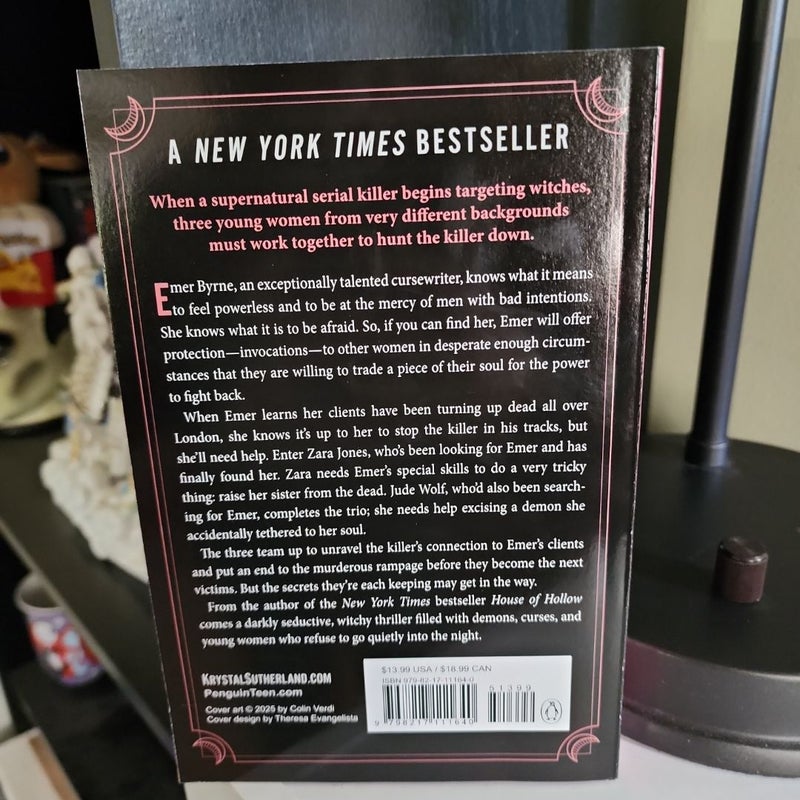 A NEW YORK TIMES BESTSELLER
When a supernatural serial killer begins targeting witches,
three young women from very different backgrounds
must work together to hunt the killer down.
Emer Byrne, an exceptionally talented cursewriter, knows what it means
to feel powerless and to be at the mercy of men with bad intentions.
She knows what it is to be afraid. So, if you can find her, Emer will offer
protection—invocations—to other women in desperate enough circum-
stances that they are willing to trade a piece of their soul for the power
to fight back.
When Emer learns her clients have been turning up dead all over
London, she knows it's up to her to stop the killer in his tracks, but
she'll need help. Enter Zara Jones, who's been looking for Emer and has
finally found her. Zara needs Emer's special skills to do a very tricky
thing: raise her sister from the dead. Jude Wolf, who'd also been search-
ing for Emer, completes the trio; she needs help excising a demon she
accidentally tethered to her soul.
The three team up to unravel the killer's connection to Emer's clients
and put an end to the murderous rampage before they become the next
victims. But the secrets they're each keeping may get in the way.
From the author of the New York Times bestseller House of Hollow
comes a darkly seductive, witchy thriller filled with demons, curses, and
young women who refuse to go quietly into the night.
KRYSTALSUTHERLAND.COM
PenguinTeen.com
Cover art © 2025 by Colin Verdi
Cover design by Theresa Evangelista
$13.99 USA / $18.99 CAN
ISBN 979-82-17-11164-0
51399
9 798217 111640